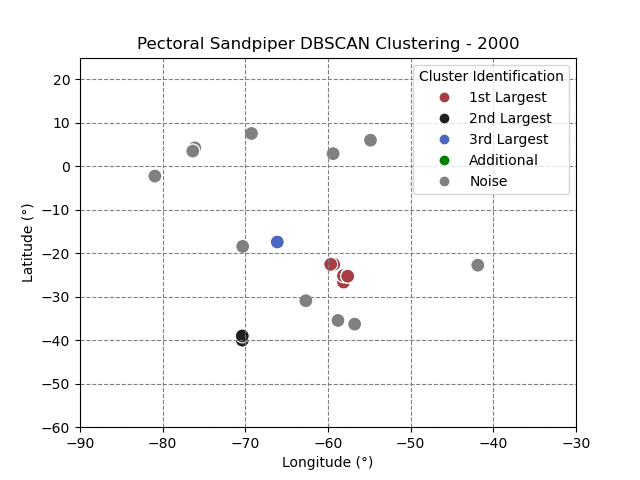 Pectoral Sandpiper DBSCAN Clustering - 2000
Cluster Identification
1st Largest
2nd Largest
3rd Largest
Additional
Noise
20
10
0
−10
−20
−30
−40
−50
−60
Latitude (°)
−90 −80 −70 −60 −50 −40 −30
Longitude (°)